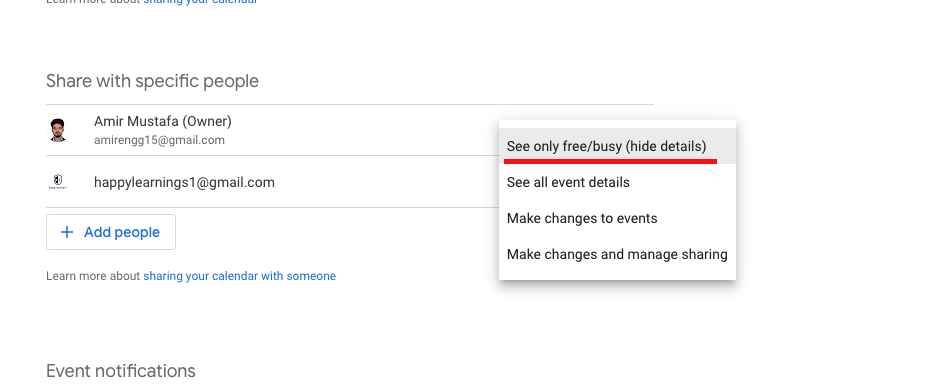 Learn more about sharing your calendar
Share with specific people
Amir Mustafa (Owner)
amirengg15@gmail.com
happylearnings1@gmail.com
See only free/busy (hide details)
See all event details
Make changes to events
Make changes and manage sharing
+ Add people
Learn more about sharing your calendar with someone
Event notifications